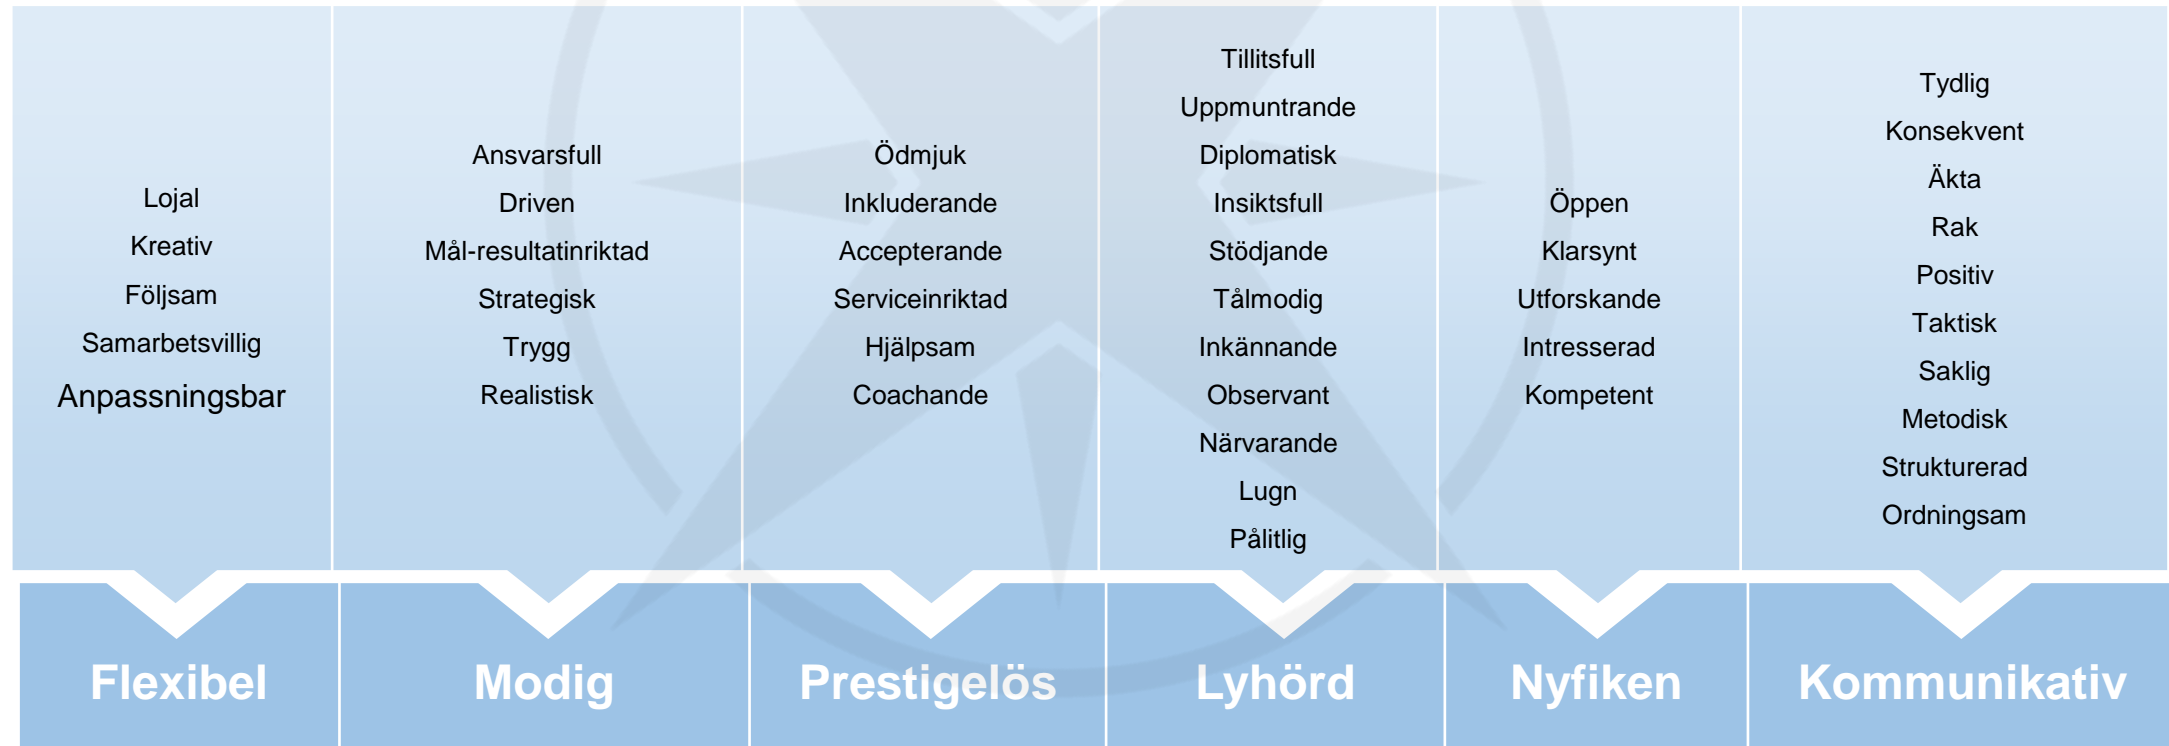 Lojal
Kreativ
Följsam
Samarbetsvillig
Anpassningsbar
Flexibel
Ansvarsfull
Driven
Mål-resultatinriktad
Strategisk
Trygg
Realistisk
Modig
Ödmjuk
Inkluderande
Accepterande
Serviceinriktad
Hjälpsam
Coachande
Prestigelös
Tillitsfull
Uppmuntrande
Diplomatisk
Insiktsfull
Stödjande
Tålmodig
Inkännande
Observant
Närvarande
Lugn
Pålitlig
Lyhörd
Öppen
Klarsynt
Utforskande
Intresserad
Kompetent
Nyfiken
Tydlig
Konsekvent
Äkta
Rak
Positiv
Taktisk
Saklig
Metodisk
Strukturerad
Ordningsam
Kommunikativ